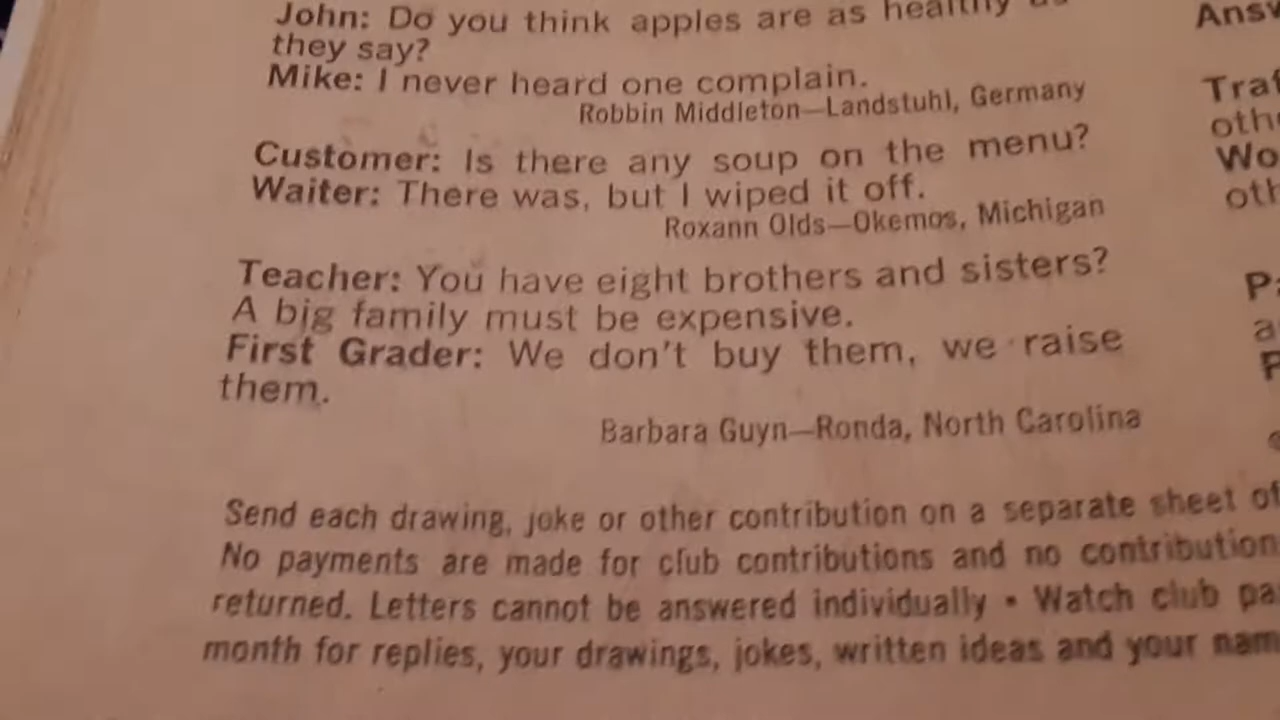 John: Do you think apples are as healthy as
they say?
Mike: I never heard one complain.
Robbin Middleton—Landstuhl, Germany
Customer: Is there any soup on the menu?
Waiter: There was, but I wiped it off.
Roxann Olds—Okemos, Michigan
Teacher: You have eight brothers and sisters?
A big family must be expensive.
First Grader: We don't buy them, we raise
them.
Barbara Guyn—Ronda, North Carolina
Send each drawing, joke or other contribution on a separate sheet of
No payments are made for club contributions and no contribution
returned. Letters cannot be answered individually • Watch club pa
month for replies, your drawings, jokes, written ideas and your nam
Answ
Traf
othe
Wo
oth